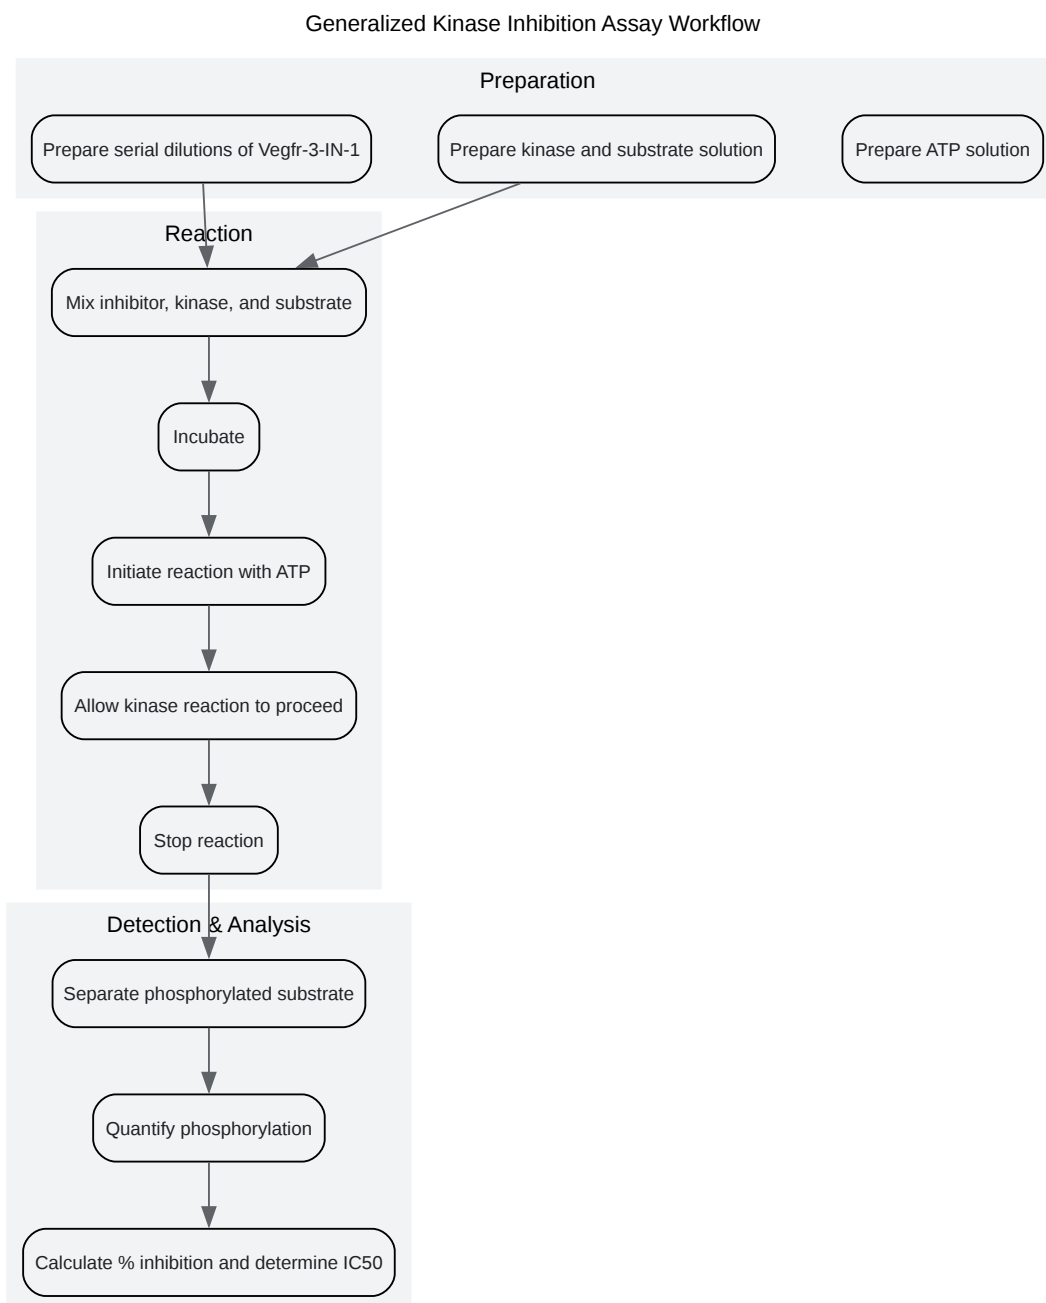 Generalized Kinase Inhibition Assay Workflow
Preparation
Prepare serial dilutions of Vegfr-3-IN-1
Prepare kinase and substrate solution
Prepare ATP solution
Reaction
Mix inhibitor, kinase, and substrate
Incubate
Initiate reaction with ATP
Allow kinase reaction to proceed
Stop reaction
Detection & Analysis
Separate phosphorylated substrate
Quantify phosphorylation
Calculate % inhibition and determine IC50